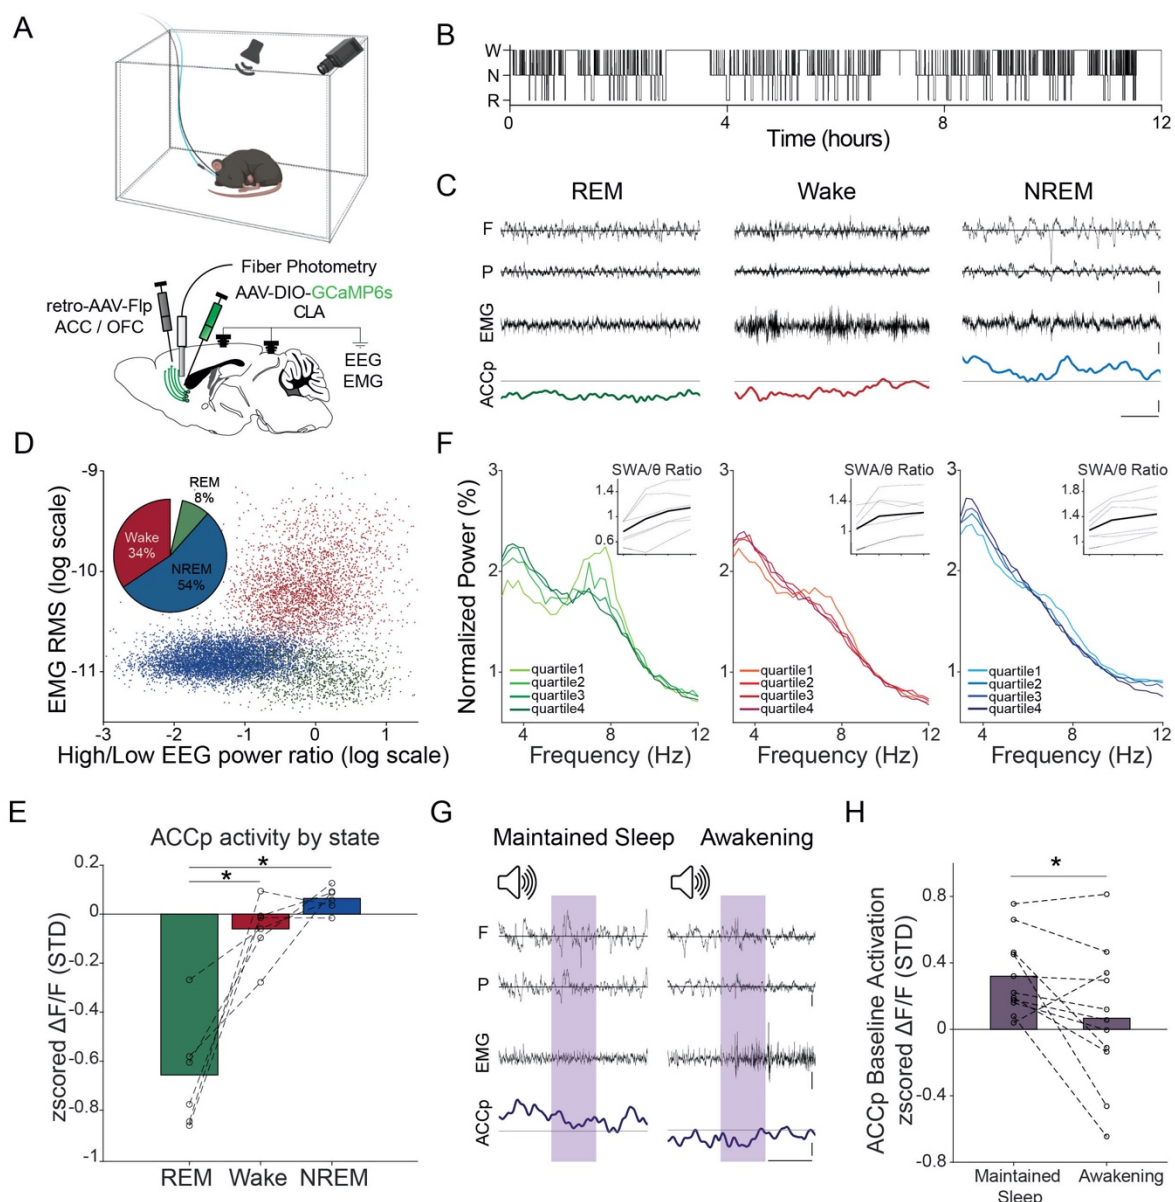 A
retro-AAV-Flp
ACC / OFC
Fiber Photometry
AAV-DIO-GCaMP6s
CLA
EEG
EMG
B
W
N
R
0
4
8
12
Time (hours)
C
REM
Wake
NREM
F
P
EMG
ACCp
D
-9
-10
-11
EMG RMS (log scale)
REM
8%
Wake
34%
NREM
54%
-3
-2
-1
0
1
High/Low EEG power ratio (log scale)
F
Normalized Power (%)
3
2
1
SWA/θ Ratio
1.4
1
0.6
quartile1
quartile2
quartile3
quartile4
4
8
12
Frequency (Hz)
3
2
1
SWA/θ Ratio
1.4
1
quartile1
quartile2
quartile3
quartile4
4
8
12
Frequency (Hz)
3
2
1
SWA/θ Ratio
1.8
1.4
1
quartile1
quartile2
quartile3
quartile4
4
8
12
Frequency (Hz)
E
ACCp activity by state
zscored ΔF/F (STD)
0.2
0
-0.2
-0.4
-0.6
-0.8
-1
*
*
REM
Wake
NREM
G
Maintained Sleep
Awakening
F
P
EMG
ACCp
H
ACCp Baseline Activation
zscored ΔF/F (STD)
0.8
0.4
0
-0.4
-0.8
*
Maintained
Sleep
Awakening